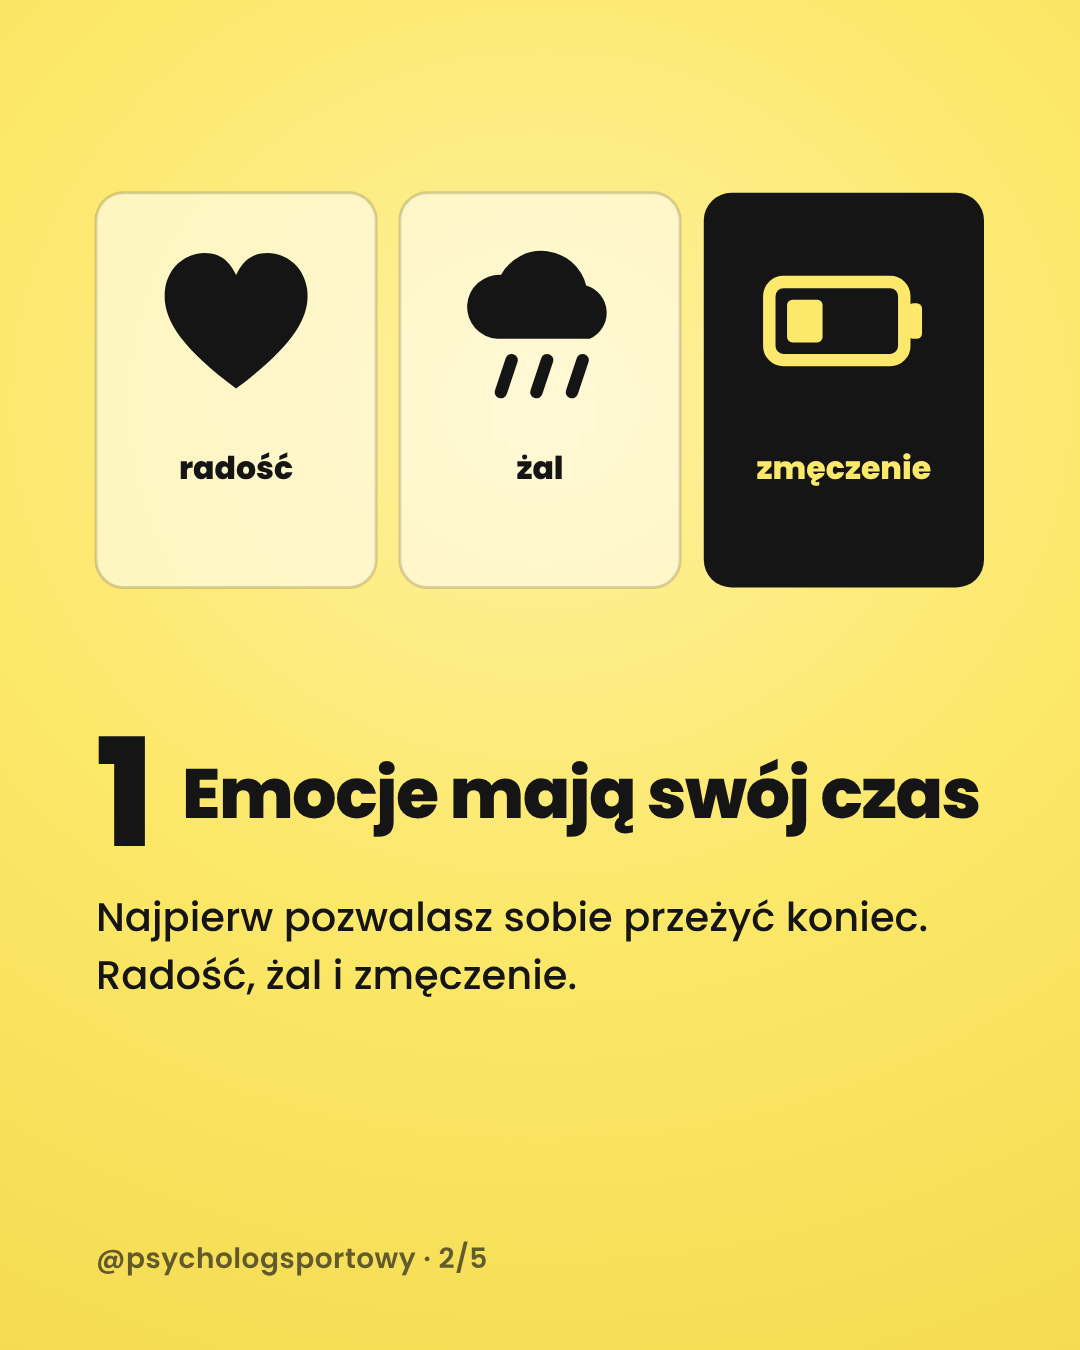 radość
żal
zmęczenie
1 Emocje mają swój czas
Najpierw pozwalasz sobie przeżyć koniec.
Radość, żal i zmęczenie.
@psychologsportowy · 2/5